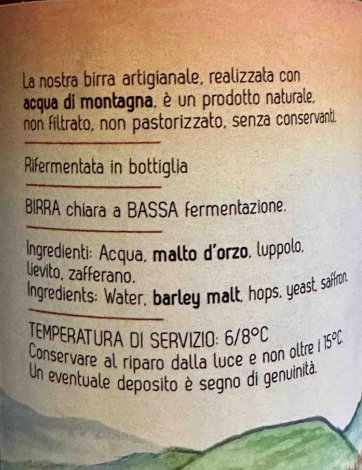 La nostra birra artigianale, realizzata con
acqua di montagna, è un prodotto naturale,
non filtrato, non pastorizzato, senza conservanti.
Rifermentata in bottiglia
BIRRA chiara a BASSA fermentazione.
Ingredienti: Acqua, malto d'orzo, luppolo,
lievito, zafferano.
Ingredients: Water, barley malt, hops, yeast, saffron.
TEMPERATURA DI SERVIZIO: 6/8°C
Conservare al riparo dalla luce e non oltre i 15°C.
Un eventuale deposito è segno di genuinità.